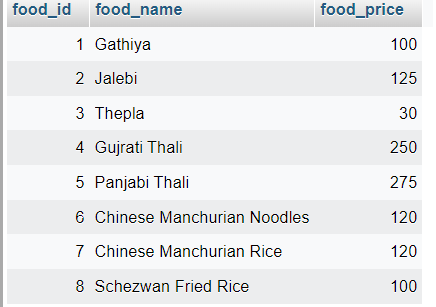 food_id food_name food_price
1 Gathiya 100
2 Jalebi 125
3 Thepla 30
4 Gujrati Thali 250
5 Panjabi Thali 275
6 Chinese Manchurian Noodles 120
7 Chinese Manchurian Rice 120
8 Schezwan Fried Rice 100